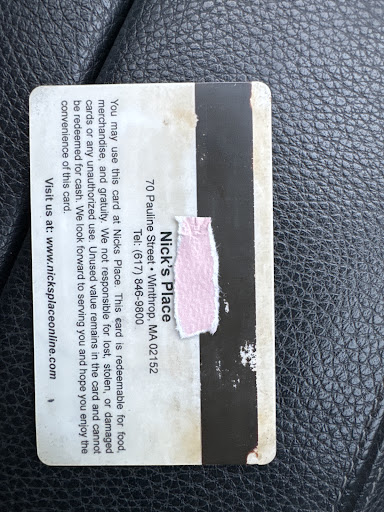 Nick's Place
70 Pauline Street • Winthrop, MA 02152
Tel: (617) 846-9800
You may use this card at Nicks Place. This card is redeemable for food,
merchandise, and gratuity. We not responsible for lost, stolen, or damaged
cards or any unauthorized use. Unused value remains in the card and cannot
be redeemed for cash. We look forward to serving you and hope you enjoy the
convenience of this card.
Visit us at: www.nicksplaceonline.com